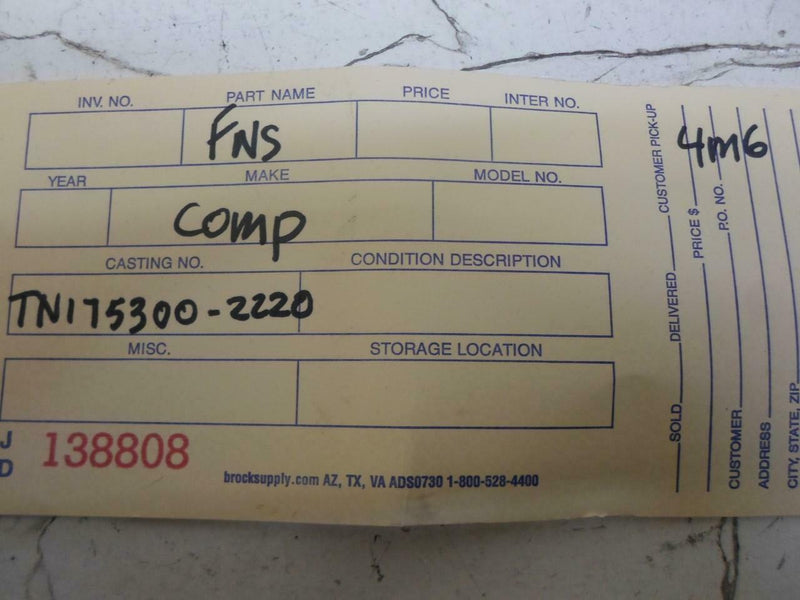 INV. NO. PART NAME PRICE INTER NO.
FNS
YEAR MAKE MODEL NO.
COMP
CASTING NO. CONDITION DESCRIPTION
TN175300-2220
MISC. STORAGE LOCATION
J
D
138808
brocksupply.com AZ, TX, VA ADS0730 1-800-528-4400
SOLD DELIVERED CUSTOMER PICK-UP
4M6
PRICE $
CUSTOMER P.O. NO.
ADDRESS
CITY, STATE, ZIP